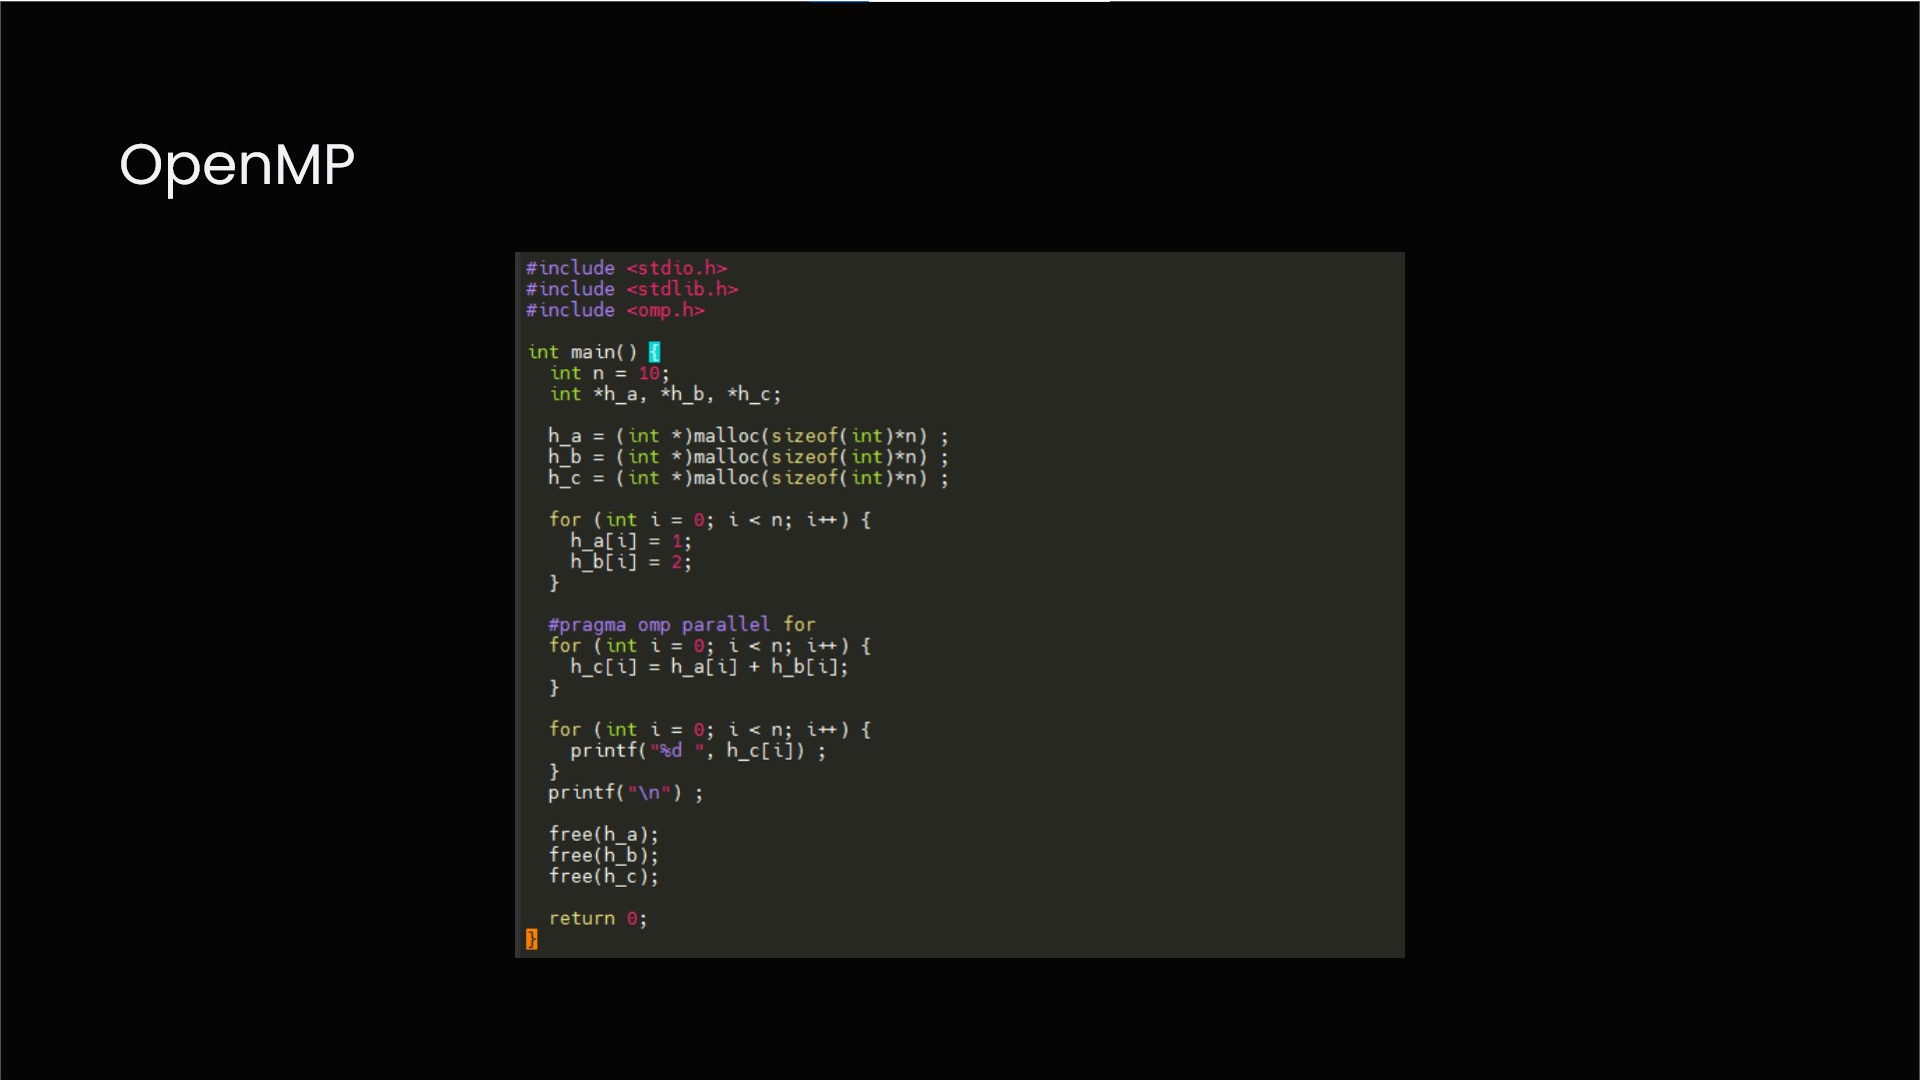 OpenMP
#include <stdio.h>
#include <stdlib.h>
#include <omp.h>
int main() {
  int n = 10;
  int *h_a, *h_b, *h_c;
  h_a = (int *)malloc(sizeof(int)*n) ;
  h_b = (int *)malloc(sizeof(int)*n) ;
  h_c = (int *)malloc(sizeof(int)*n) ;
  for (int i = 0; i < n; i++) {
    h_a[i] = 1;
    h_b[i] = 2;
  }
  #pragma omp parallel for
  for (int i = 0; i < n; i++) {
    h_c[i] = h_a[i] + h_b[i];
  }
  for (int i = 0; i < n; i++) {
    printf("%d ", h_c[i]) ;
  }
  printf("\n") ;
  free(h_a);
  free(h_b);
  free(h_c);
  return 0;
}